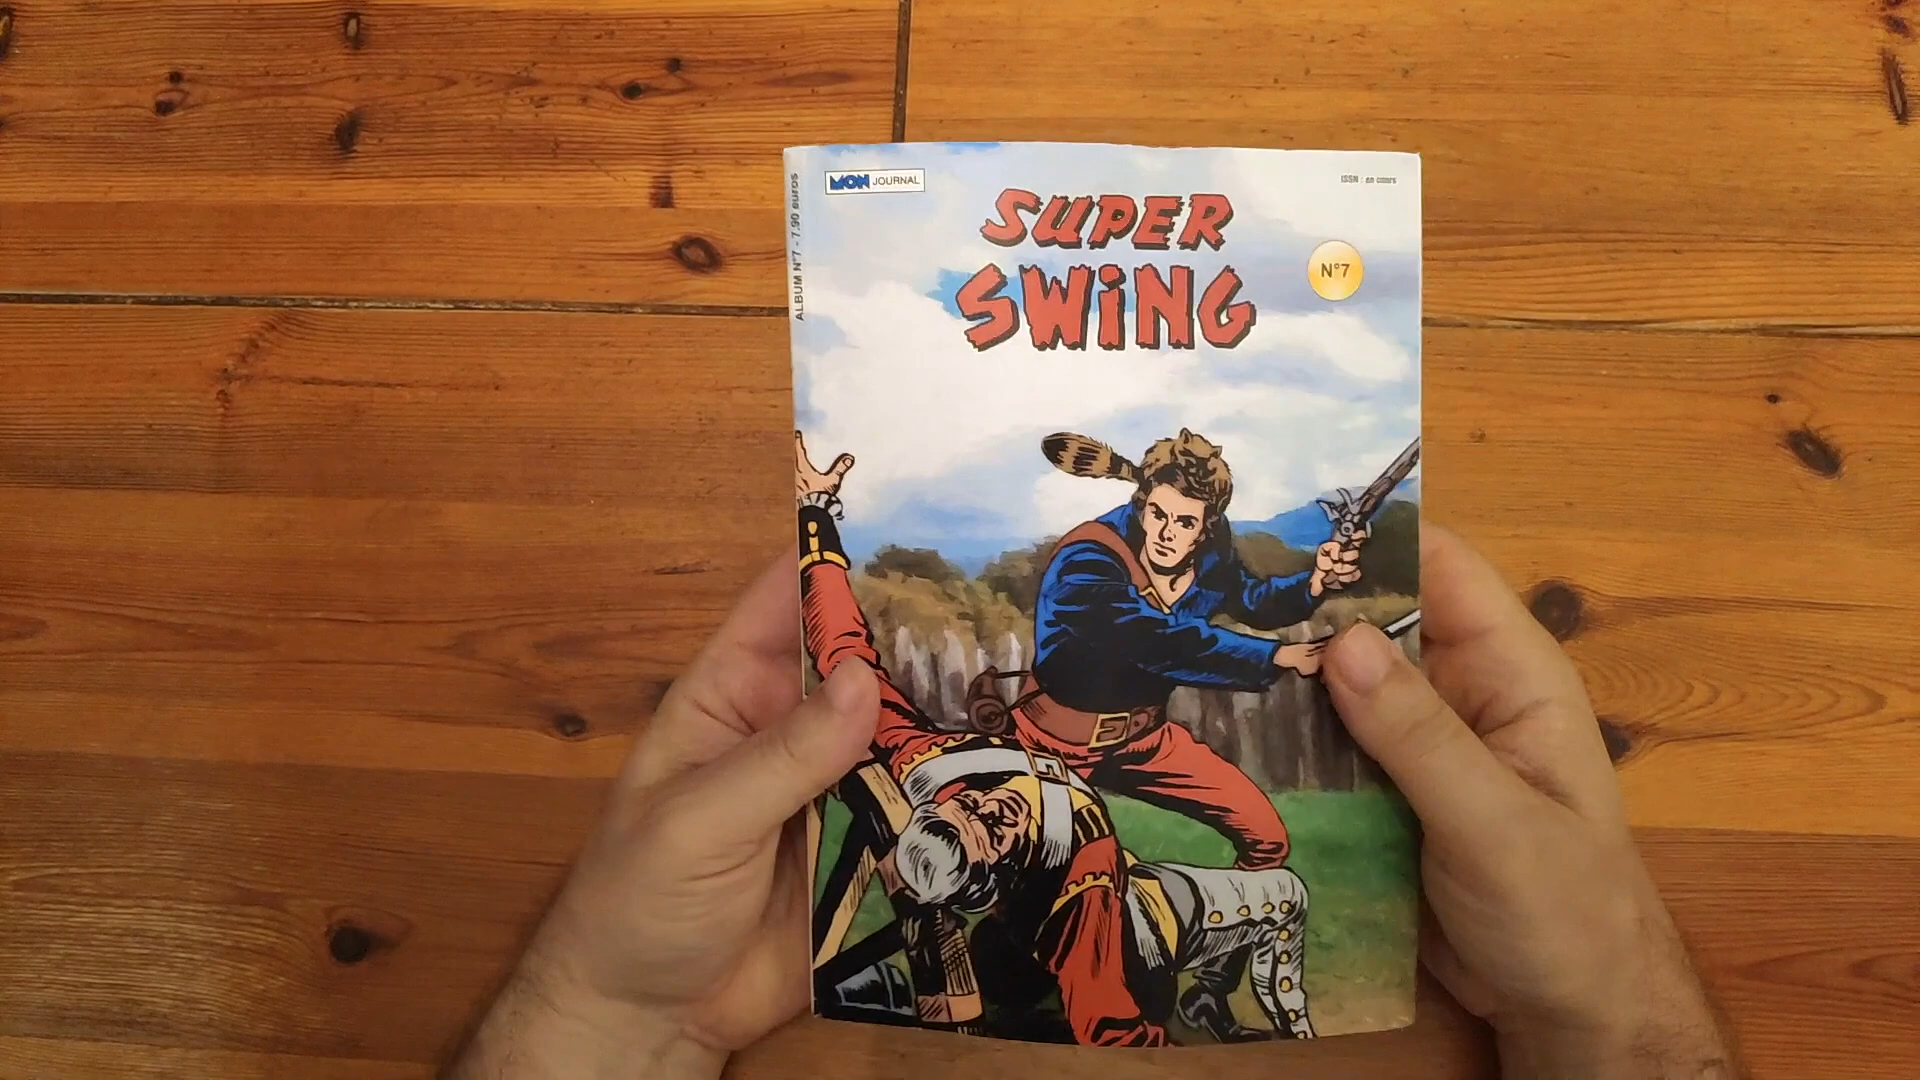 MON JOURNAL
ISSN : en cours
SUPER
SWiNG
N°7
ALBUM N°7 - 7,90 euros